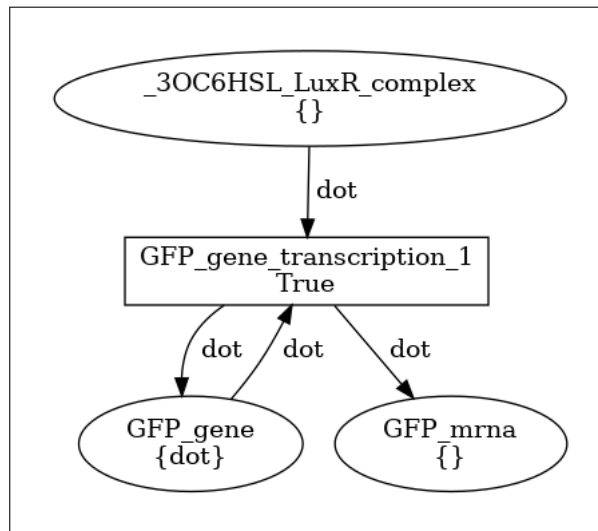 _3OC6HSL_LuxR_complex
{}
dot
GFP_gene_transcription_1
True
dot
dot
dot
GFP_gene
{dot}
GFP_mrna
{}